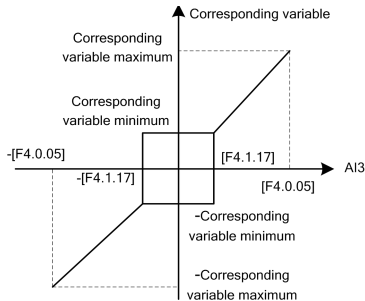 Corresponding variable
Corresponding
variable maximum
Corresponding
variable minimum
-[F4.0.05]
-[F4.1.17]
[F4.1.17]
AI3
[F4.0.05]
-Corresponding
variable minimum
-Corresponding
variable maximum